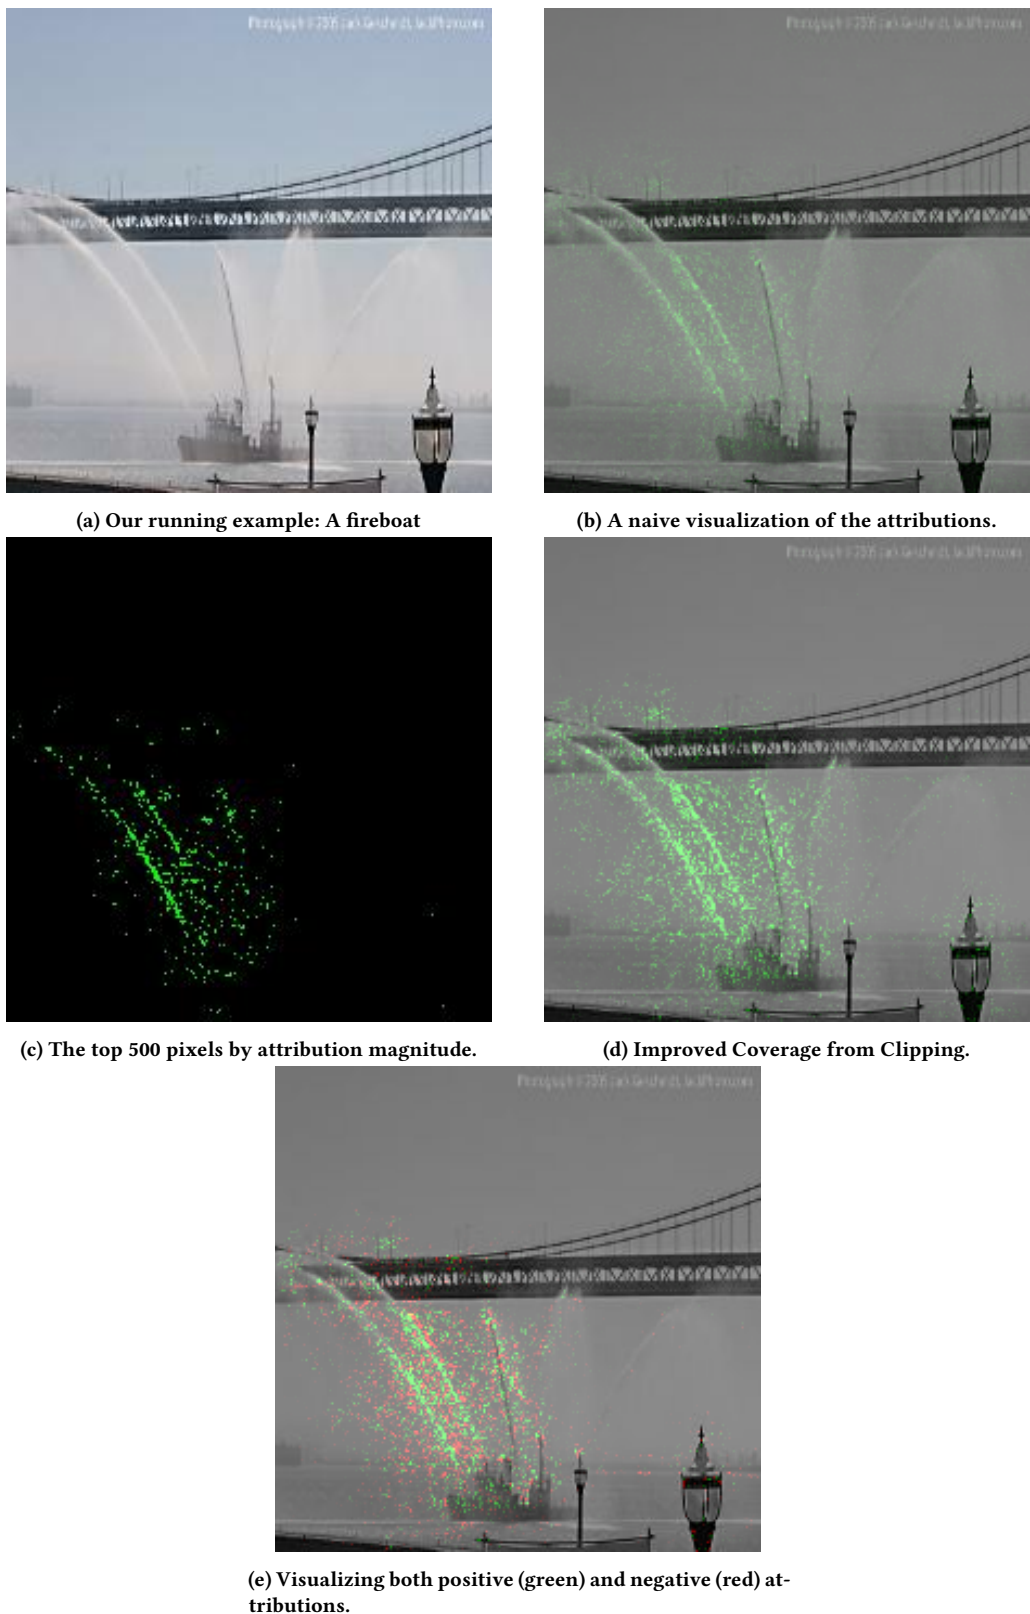 (a) Our running example: A fireboat
(b) A naive visualization of the attributions.
(c) The top 500 pixels by attribution magnitude.
(d) Improved Coverage from Clipping.
(e) Visualizing both positive (green) and negative (red) at-
tributions.